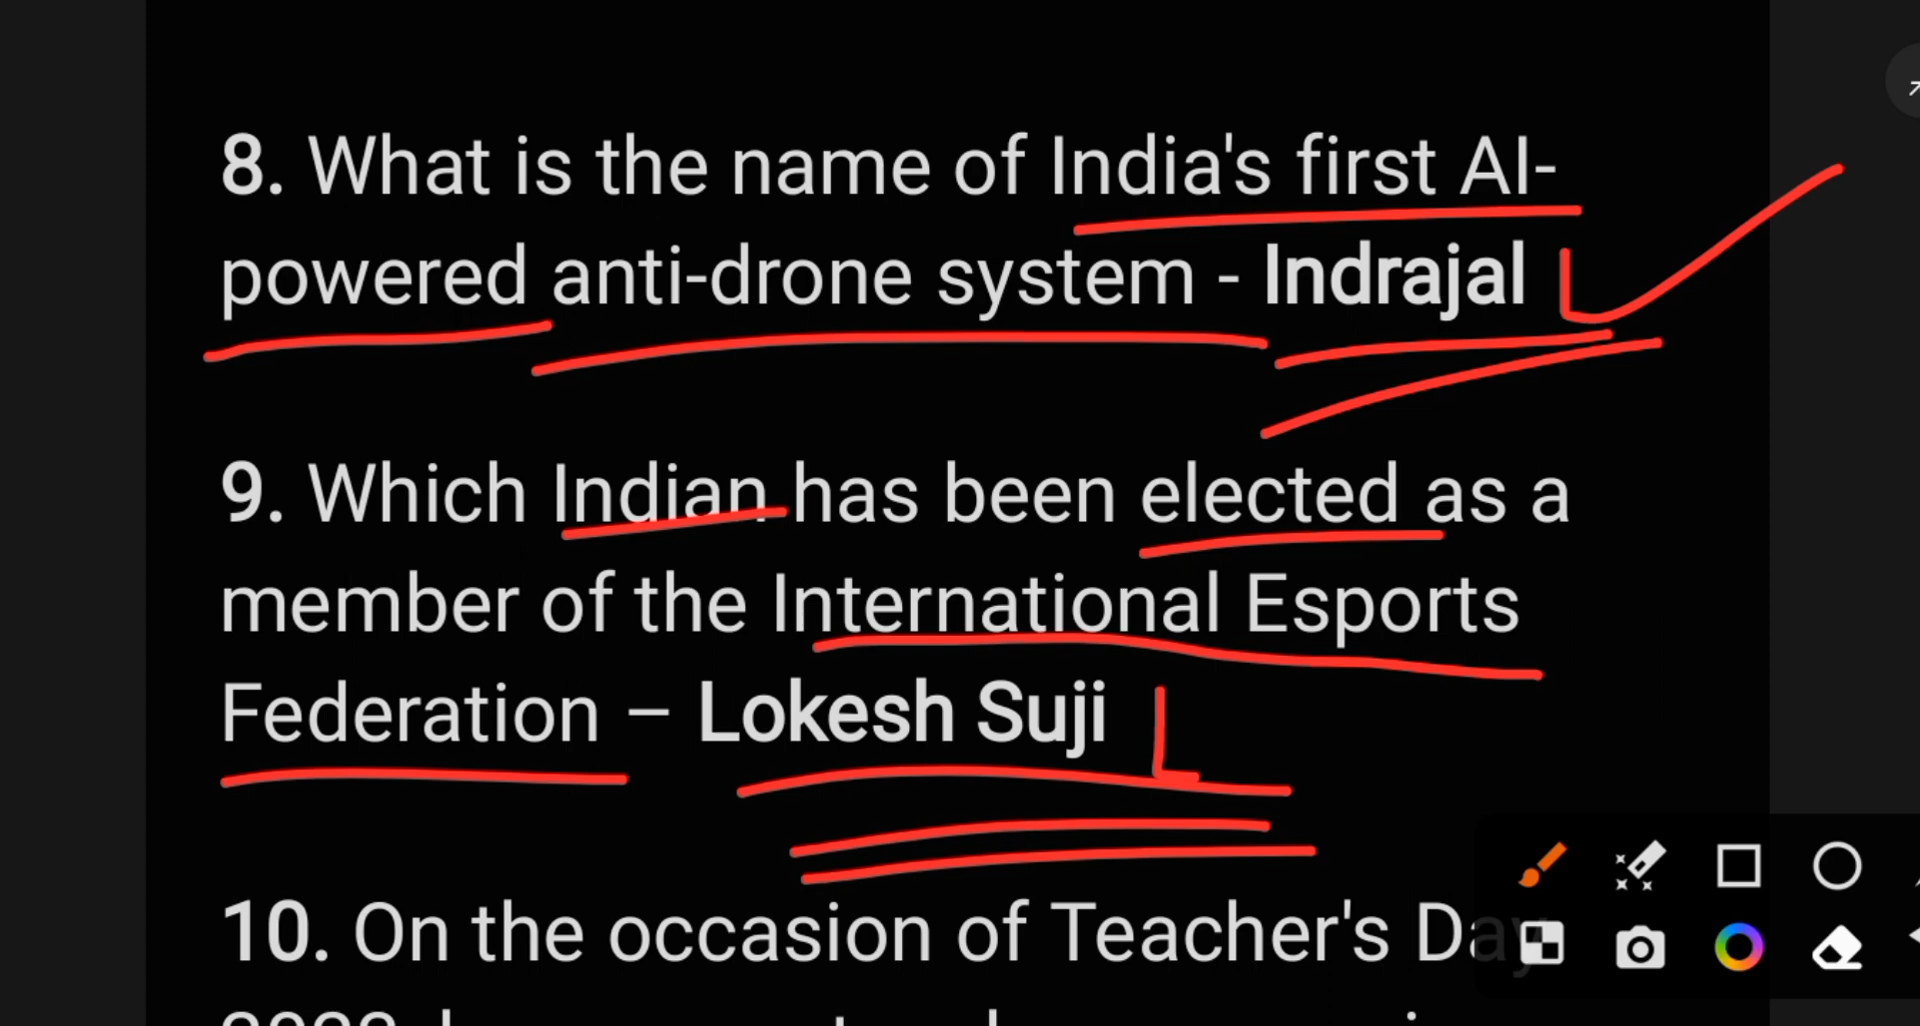 8. What is the name of India's first AI-
powered anti-drone system - Indrajal
9. Which Indian has been elected as a
member of the International Esports
Federation – Lokesh Suji
10. On the occasion of Teacher's Day